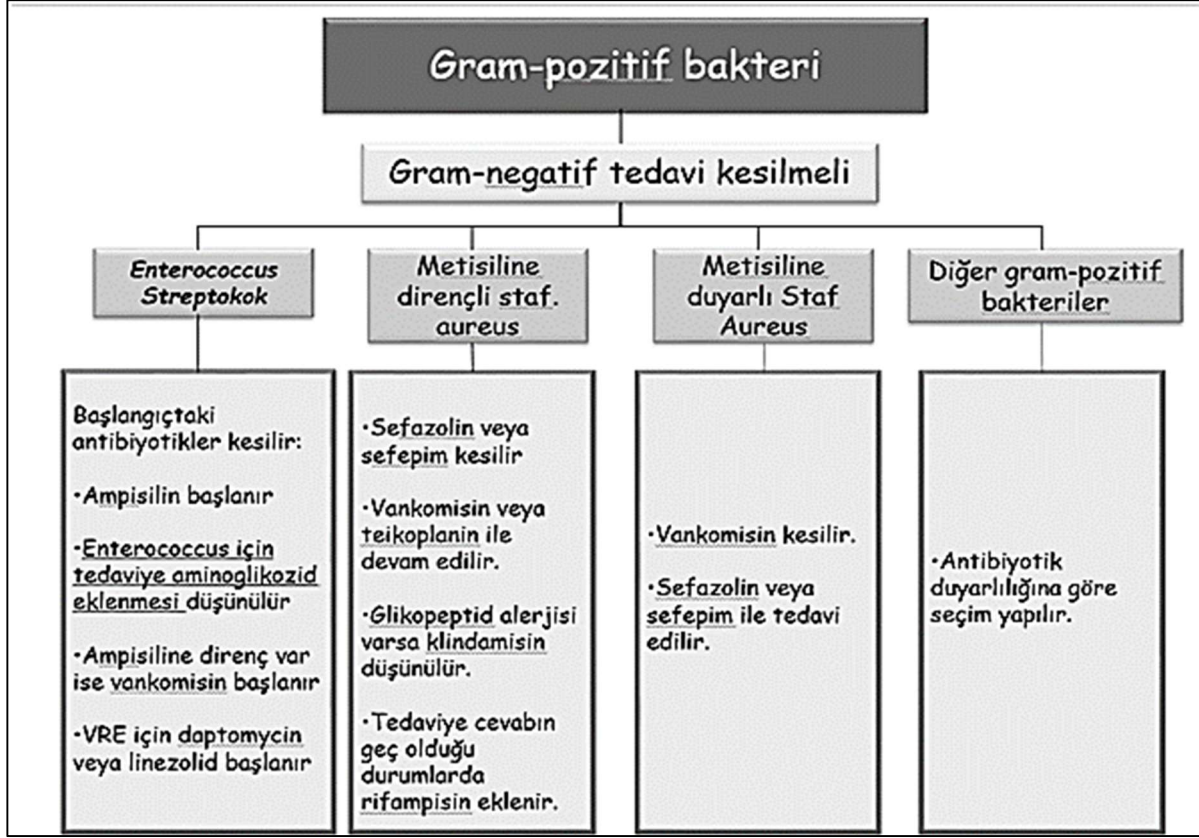 Gram-pozitif bakteri
Gram-negatif tedavi kesilmeli
Enterococcus
Streptokok
Başlangıçtaki
antibiyotikler kesilir:
•Ampisilin başlanır
•Enterococcus için
tedaviye aminoglikozid
eklenmesi düşünülür
•Ampisiline direnç var
ise vankomisin başlanır
•VRE için daptomycin
veya linezolid başlanır
Metisiline
dirençli staf.
aureus
•Sefazolin veya
sefepim kesilir
•Vankomisin veya
teikoplanin ile
devam edilir.
•Glikopeptid alerjisi
varsa klindamisin
düşünülür.
•Tedaviye cevabın
geç olduğu
durumlarda
rifampisin eklenir.
Metisiline
duyarlı Staf
Aureus
•Vankomisin kesilir.
•Sefazolin veya
sefepim ile tedavi
edilir.
Diğer gram-pozitif
bakteriler
•Antibiyotik
duyarlılığına göre
seçim yapılır.